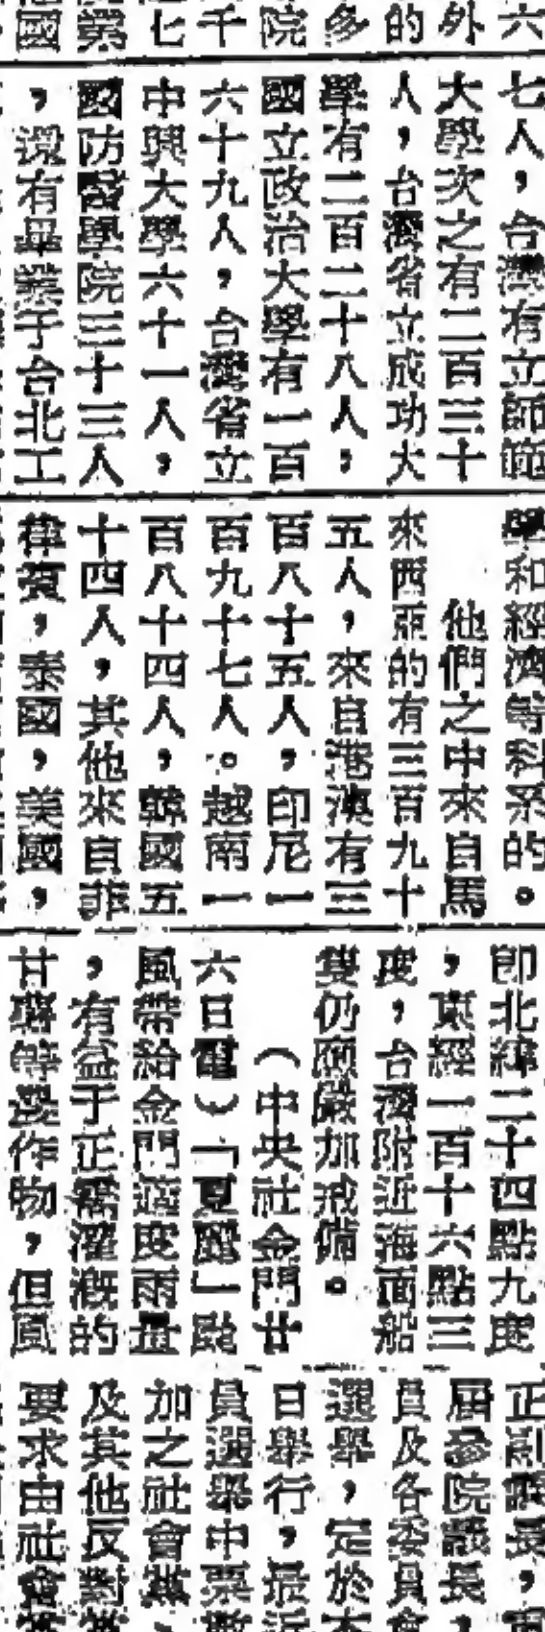 六
外
的
多
院
千
七
第
國
七人，台灣有立師範
大學次之有二百三十
人，台灣省立成功大
學有二百二十八人，
國立政治大學有一百
六十九人，台灣省立
中興大學六十一人，
國防醫學院三十三人
，還有畢業于台北工
學和經濟等科系的。
他們之中來自馬
來西亞的有三百九十
五人，來自港澳有三
百八十五人，印尼一
百九十七人。越南一
百八十四人，韓國五
十四人，其他來自菲
律賓，泰國，美國，
即北緯二十四點九度
，東經一百十六點三
度，台灣附近海面船
隻仍應嚴加戒備。
（中央社金門廿
六日電）「夏露」颱
風帶給金門適度雨量
，有益于正需灌溉的
甘藷等農作物，但風
正副議長，
屆參院議長，
員及各委員會
選舉，定於本
日舉行，最近
員選舉中票數
加之社會黨、
及其他反對黨
要求由社會黨